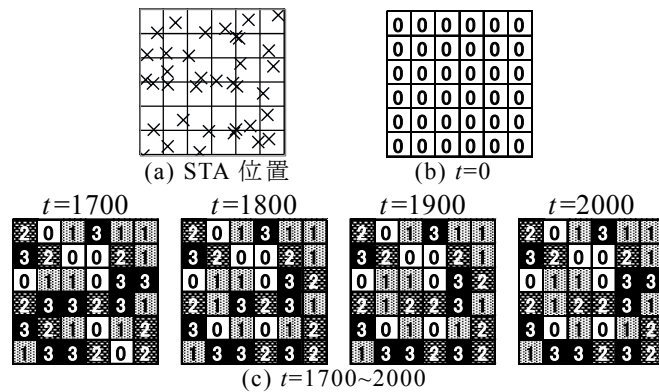 (a) STA 位置
0 0 0 0 0 0
0 0 0 0 0 0
0 0 0 0 0 0
0 0 0 0 0 0
0 0 0 0 0 0
0 0 0 0 0 0
(b) t=0
t=1700
2 0 1 3 1 1
3 2 0 0 2 1
0 1 1 0 3 3
2 3 3 2 3 1
3 2 1 0 1 2
1 3 3 2 0 2
t=1800
2 0 1 3 1 1
3 2 0 0 2 1
0 1 1 0 3 2
2 1 3 2 3 1
3 0 1 0 1 2
1 3 3 2 3 2
t=1900
2 0 1 3 1 1
3 2 0 0 2 1
0 1 1 0 3 2
2 1 2 2 3 1
3 0 1 0 1 2
1 3 3 2 3 2
t=2000
2 0 1 3 1 1
3 2 0 0 2 1
0 1 1 0 3 3
2 1 2 2 3 1
3 0 1 0 1 2
1 3 3 2 3 2
(c) t=1700~2000